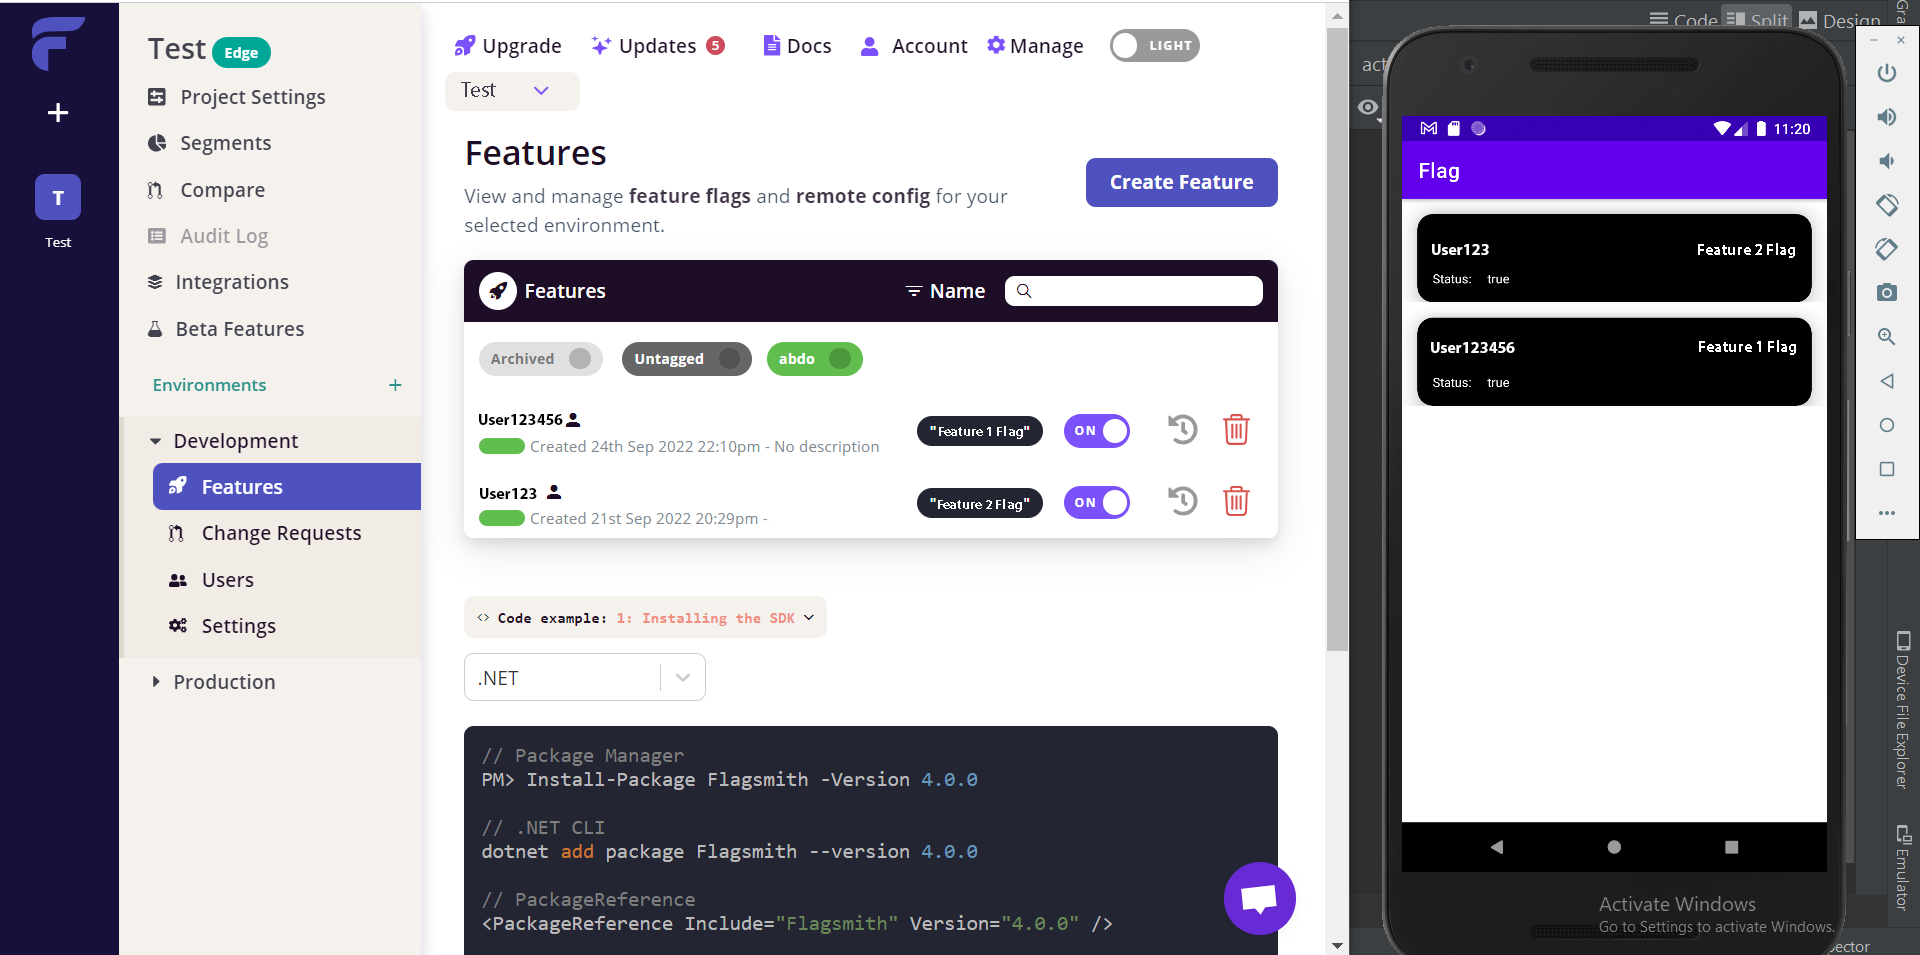 Test Edge
Project Settings
Segments
Compare
Audit Log
Integrations
Beta Features
Environments +
Development
Features
Change Requests
Users
Settings
Production
T
Test
Upgrade Updates 5 Docs Account Manage LIGHT
Test
Features
Create Feature
View and manage feature flags and remote config for your
selected environment.
Features Name
Archived Untagged abdo
User123456
"Feature 1 Flag" ON
Created 24th Sep 2022 22:10pm - No description
User123
"Feature 2 Flag" ON
Created 21st Sep 2022 20:29pm -
<> Code example: 1: Installing the SDK
.NET
// Package Manager
PM> Install-Package Flagsmith -Version 4.0.0
// .NET CLI
dotnet add package Flagsmith --version 4.0.0
// PackageReference
<PackageReference Include="Flagsmith" Version="4.0.0" />
Code Split Design
act
11:20
Flag
User123 Feature 2 Flag
Status: true
User123456 Feature 1 Flag
Status: true
Activate Windows
Go to Settings to activate Windows.
Gra
Device File Explorer
Emulator
pector